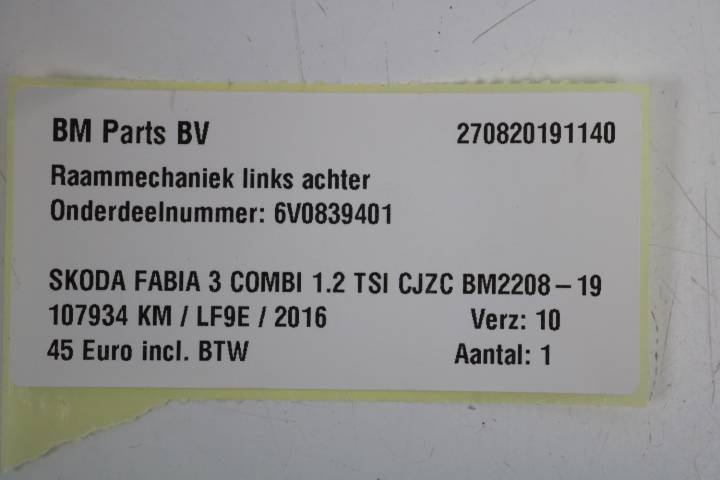 BM Parts BV 270820191140
Raammechaniek links achter
Onderdeelnummer: 6V0839401
SKODA FABIA 3 COMBI 1.2 TSI CJZC BM2208-19
107934 KM / LF9E / 2016 Verz: 10
45 Euro incl. BTW Aantal: 1